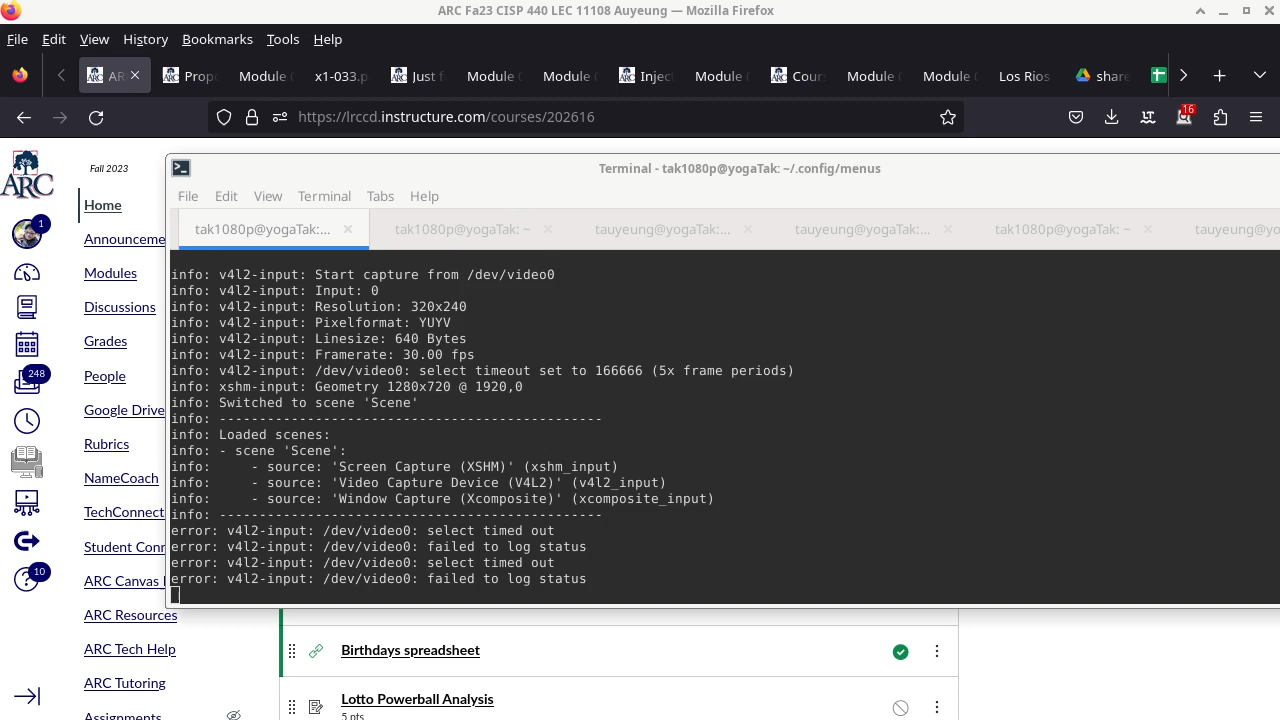 ARC Fa23 CISP 440 LEC 11108 Auyeung — Mozilla Firefox
File Edit View History Bookmarks Tools Help
ARC AR Prop Module x1-033.p ARC Just f Module Module ARC Injec Module ARC Cour Module Module Los Rios share
16
https://lrccd.instructure.com/courses/202616
ARC
Fall 2023
Home
1
Announceme
Modules
Discussions
Grades
248
People
Google Drive
Rubrics
NameCoach
TechConnect
Student Conn
10
ARC Canvas
ARC Resources
ARC Tech Help
ARC Tutoring
Assignments
Terminal - tak1080p@yogaTak: ~/.config/menus
File Edit View Terminal Tabs Help
tak1080p@yogaTak:... tak1080p@yogaTak: ~ tauyeung@yogaTak:... tauyeung@yogaTak:... tak1080p@yogaTak: ~ tauyeung@yo
info: v4l2-input: Start capture from /dev/video0
info: v4l2-input: Input: 0
info: v4l2-input: Resolution: 320x240
info: v4l2-input: Pixelformat: YUYV
info: v4l2-input: Linesize: 640 Bytes
info: v4l2-input: Framerate: 30.00 fps
info: v4l2-input: /dev/video0: select timeout set to 166666 (5x frame periods)
info: xshm-input: Geometry 1280x720 @ 1920,0
info: Switched to scene 'Scene'
info: ------------------------------------------------
info: Loaded scenes:
info: - scene 'Scene':
info:     - source: 'Screen Capture (XSHM)' (xshm_input)
info:     - source: 'Video Capture Device (V4L2)' (v4l2_input)
info:     - source: 'Window Capture (Xcomposite)' (xcomposite_input)
info: ------------------------------------------------
error: v4l2-input: /dev/video0: select timed out
error: v4l2-input: /dev/video0: failed to log status
error: v4l2-input: /dev/video0: select timed out
error: v4l2-input: /dev/video0: failed to log status
Birthdays spreadsheet
Lotto Powerball Analysis
5 pts